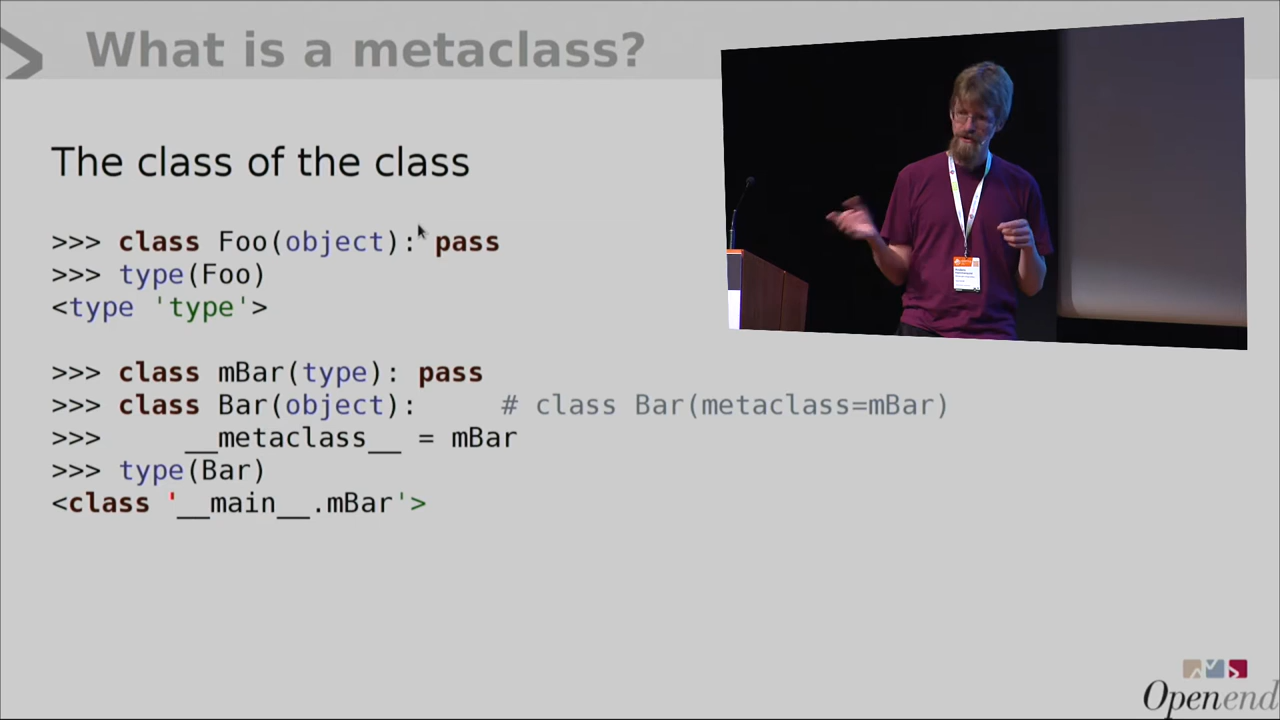 What is a metaclass?
The class of the class
>>> class Foo(object): pass
>>> type(Foo)
<type 'type'>
>>> class mBar(type): pass
>>> class Bar(object):     # class Bar(metaclass=mBar)
>>>     __metaclass__ = mBar
>>> type(Bar)
<class '__main__.mBar'>
Openend